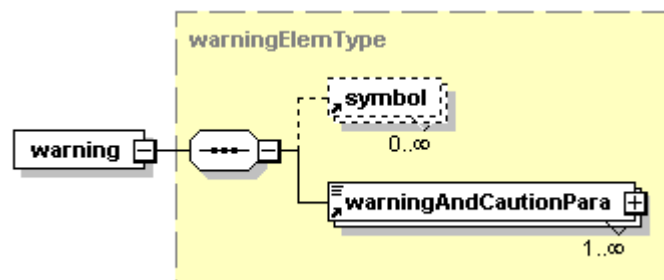 warningElemType
symbol
0..∞
warning
warningAndCautionPara
1..∞